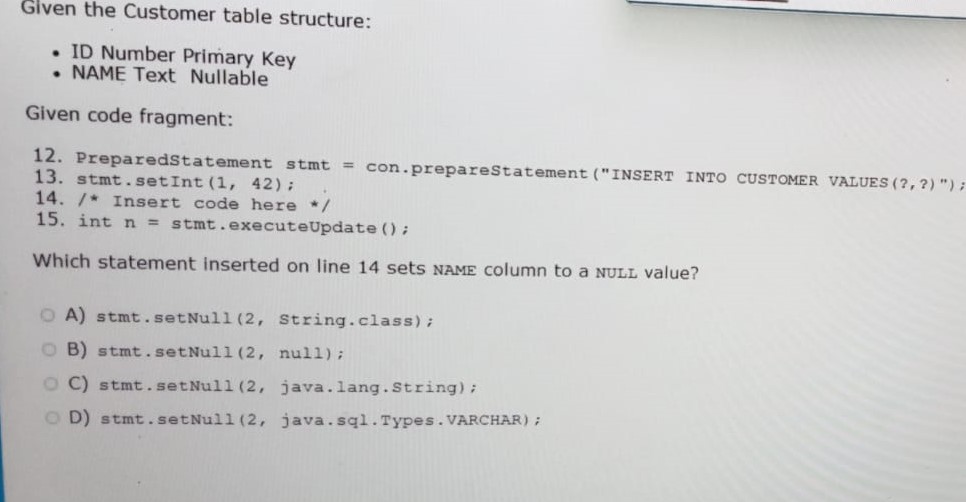 Given the Customer table structure:
• ID Number Primary Key
• NAME Text Nullable
Given code fragment:
12. PreparedStatement stmt = con.prepareStatement("INSERT INTO CUSTOMER VALUES(?,?)");
13. stmt.setInt(1, 42);
14. /* Insert code here */
15. int n = stmt.executeUpdate();
Which statement inserted on line 14 sets NAME column to a NULL value?
A) stmt.setNull(2, String.class);
B) stmt.setNull(2, null);
C) stmt.setNull(2, java.lang.String);
D) stmt.setNull(2, java.sql.Types.VARCHAR);